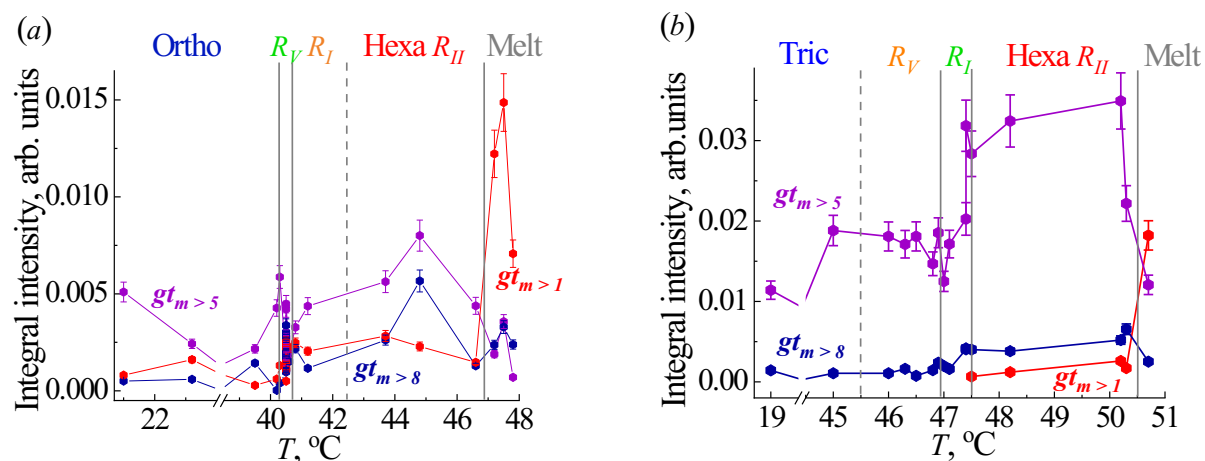 (a)
Ortho R_V R_I Hexa R_II Melt
Integral intensity, arb. units
0.015
0.010
0.005
0.000
gt_m > 5
gt_m > 1
gt_m > 8
22 40 42 44 46 48
T, ºC
(b)
Tric R_V R_I Hexa R_II Melt
Integral intensity, arb.units
0.03
0.02
0.01
0.00
gt_m > 5
gt_m > 8
gt_m > 1
19 45 46 47 48 49 50 51
T, ºC